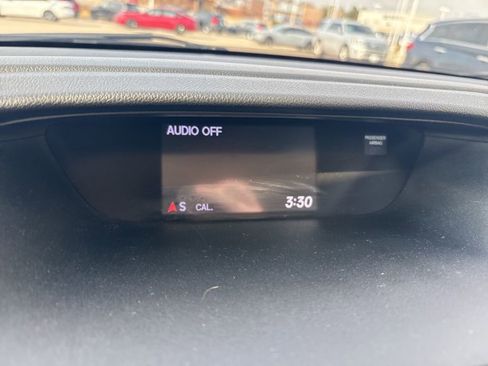 AUDIO OFF
PASSENGER
AIRBAG
S CAL. 3:30